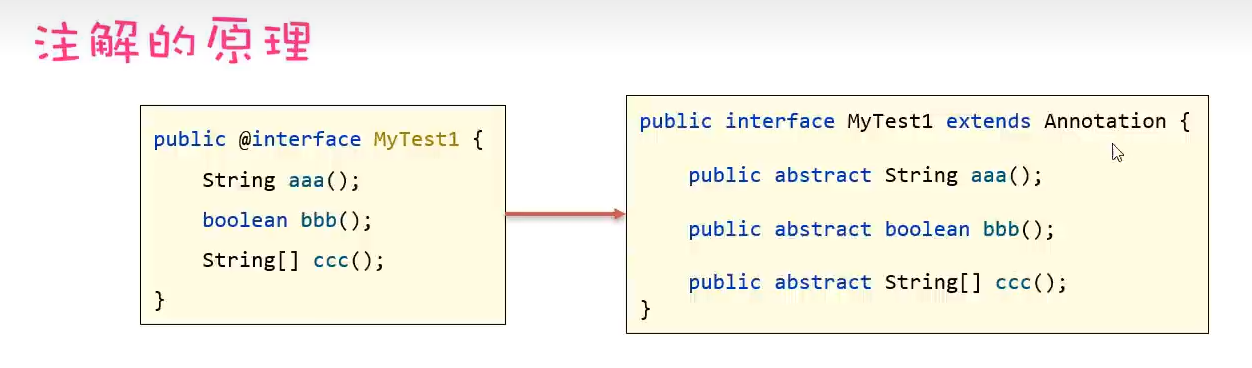 注解的原理
public @interface MyTest1 {
String aaa();
boolean bbb();
String[] ccc();
}
public interface MyTest1 extends Annotation {
public abstract String aaa();
public abstract boolean bbb();
public abstract String[] ccc();
}